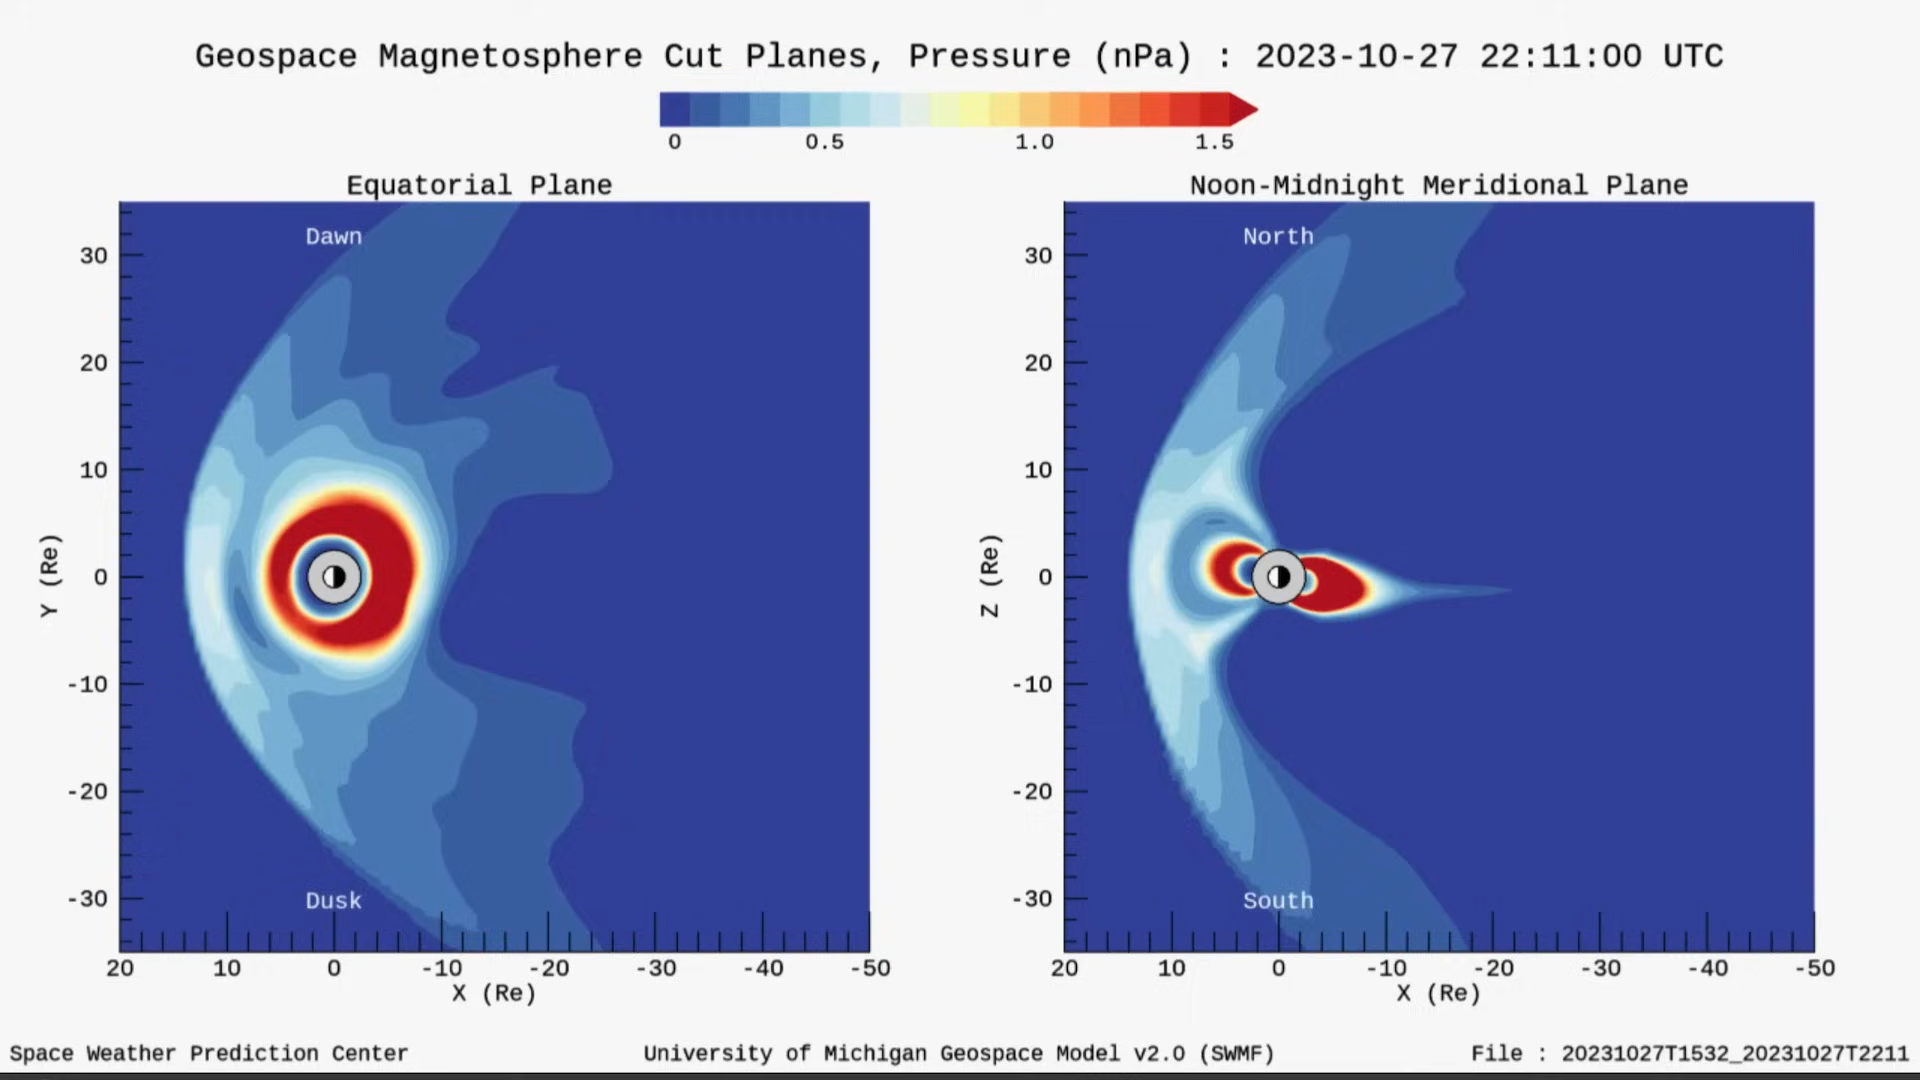 Geospace Magnetosphere Cut Planes, Pressure (nPa) : 2023-10-27 22:11:00 UTC
0 0.5 1.0 1.5
Equatorial Plane
Dawn
30
20
10
0
-10
-20
-30
Y (Re)
Dusk
20 10 0 -10 -20 -30 -40 -50
X (Re)
Noon-Midnight Meridional Plane
North
30
20
10
0
-10
-20
-30
Z (Re)
South
20 10 0 -10 -20 -30 -40 -50
X (Re)
Space Weather Prediction Center
University of Michigan Geospace Model v2.0 (SWMF)
File : 20231027T1532_20231027T2211